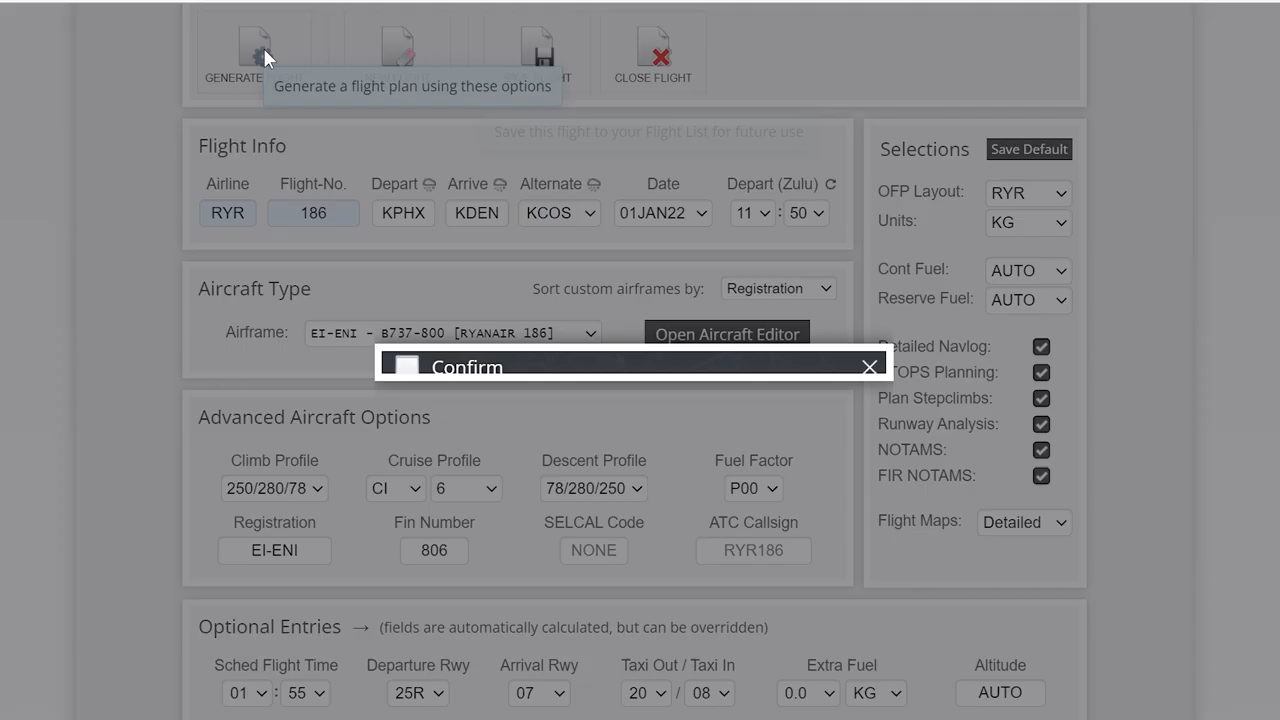 GENERATE
CLOSE FLIGHT
Generate a flight plan using these options
Save this flight to your Flight List for future use
Flight Info
Airline Flight-No. Depart Arrive Alternate Date Depart (Zulu)
RYR 186 KPHX KDEN KCOS 01JAN22 11 : 50
Selections Save Default
OFP Layout: RYR
Units: KG
Cont Fuel: AUTO
Reserve Fuel: AUTO
Aircraft Type Sort custom airframes by: Registration
Airframe: EI-ENI - B737-800 [RYANAIR 186] Open Aircraft Editor
Confirm
Detailed Navlog:
TOPS Planning:
Plan Stepclimbs:
Runway Analysis:
NOTAMS:
FIR NOTAMS:
Flight Maps: Detailed
Advanced Aircraft Options
Climb Profile Cruise Profile Descent Profile Fuel Factor
250/280/78 CI 6 78/280/250 P00
Registration Fin Number SELCAL Code ATC Callsign
EI-ENI 806 NONE RYR186
Optional Entries → (fields are automatically calculated, but can be overridden)
Sched Flight Time Departure Rwy Arrival Rwy Taxi Out / Taxi In Extra Fuel Altitude
01 : 55 25R 07 20 / 08 0.0 KG AUTO